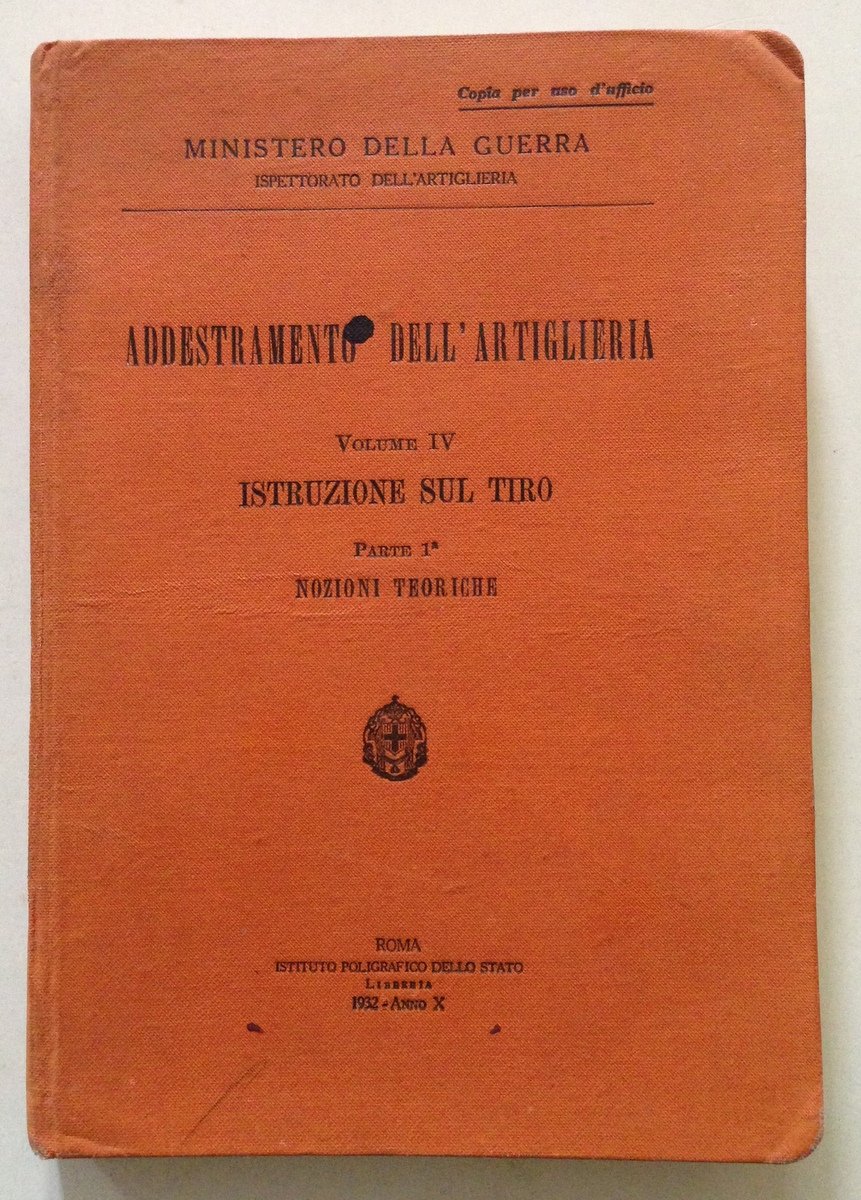 Copia per uso d'ufficio
MINISTERO DELLA GUERRA
ISPETTORATO DELL'ARTIGLIERIA
ADDESTRAMENTO DELL'ARTIGLIERIA
VOLUME IV
ISTRUZIONE SUL TIRO
PARTE 1ª
NOZIONI TEORICHE
ROMA
ISTITUTO POLIGRAFICO DELLO STATO
LIBRERIA
1932 - ANNO X